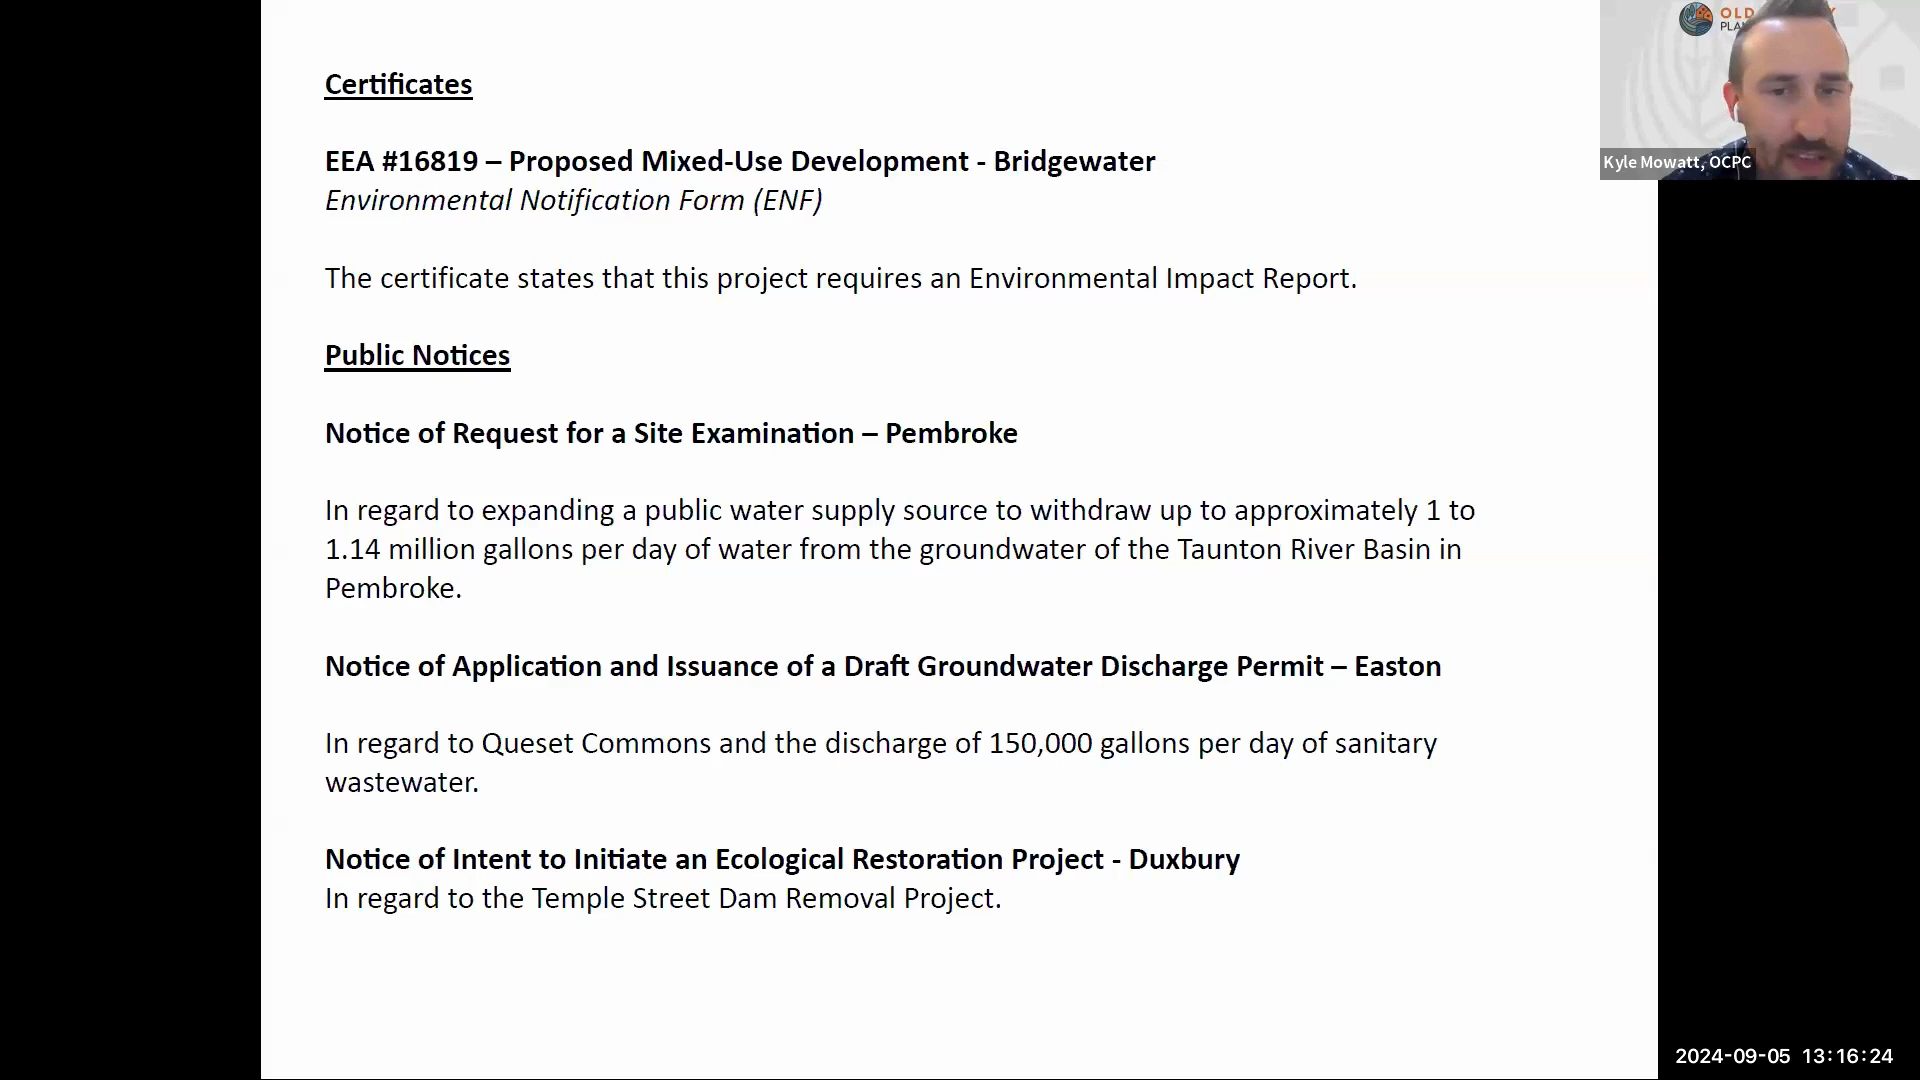 Certificates
EEA #16819 – Proposed Mixed-Use Development - Bridgewater
Environmental Notification Form (ENF)
The certificate states that this project requires an Environmental Impact Report.
Public Notices
Notice of Request for a Site Examination – Pembroke
In regard to expanding a public water supply source to withdraw up to approximately 1 to
1.14 million gallons per day of water from the groundwater of the Taunton River Basin in
Pembroke.
Notice of Application and Issuance of a Draft Groundwater Discharge Permit – Easton
In regard to Queset Commons and the discharge of 150,000 gallons per day of sanitary
wastewater.
Notice of Intent to Initiate an Ecological Restoration Project - Duxbury
In regard to the Temple Street Dam Removal Project.
OLD
Kyle Mowatt, OCPC
2024-09-05 13:16:24